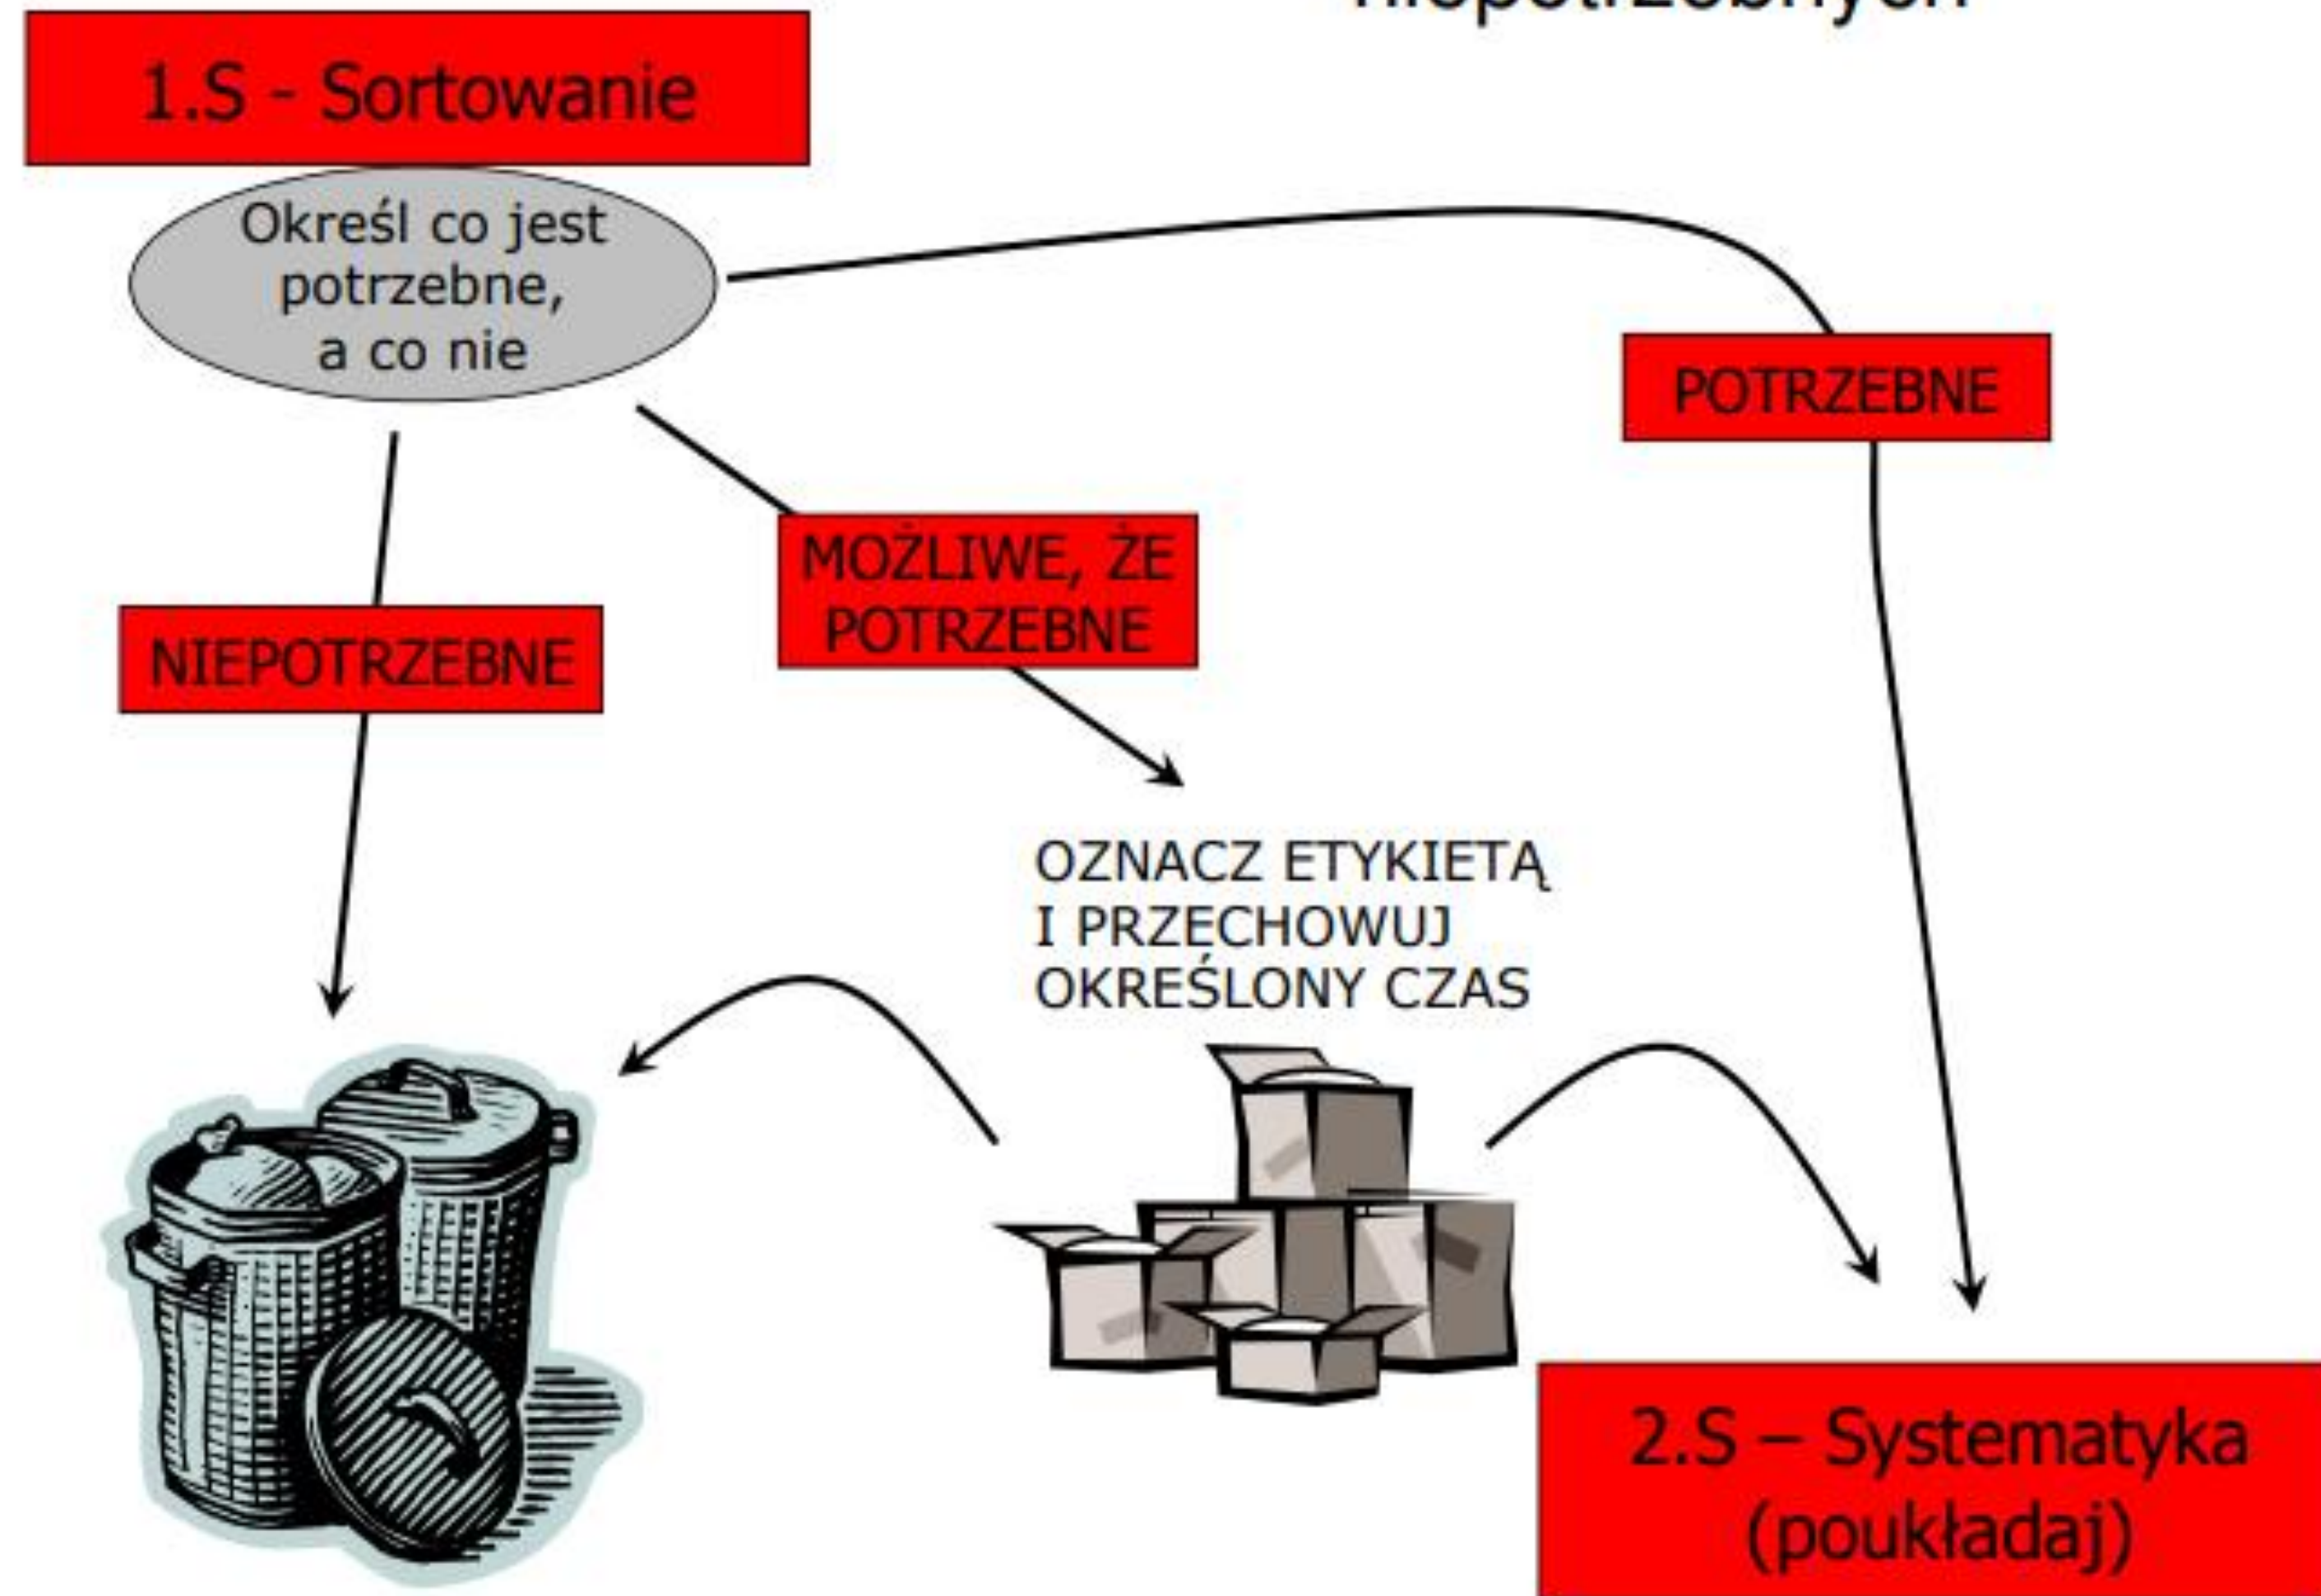 niepotrzebnych
1.S - Sortowanie
Określ co jest
potrzebne,
a co nie
POTRZEBNE
MOŻLIWE, ŻE
POTRZEBNE
NIEPOTRZEBNE
OZNACZ ETYKIETĄ
I PRZECHOWUJ
OKREŚLONY CZAS
2.S – Systematyka
(poukładaj)